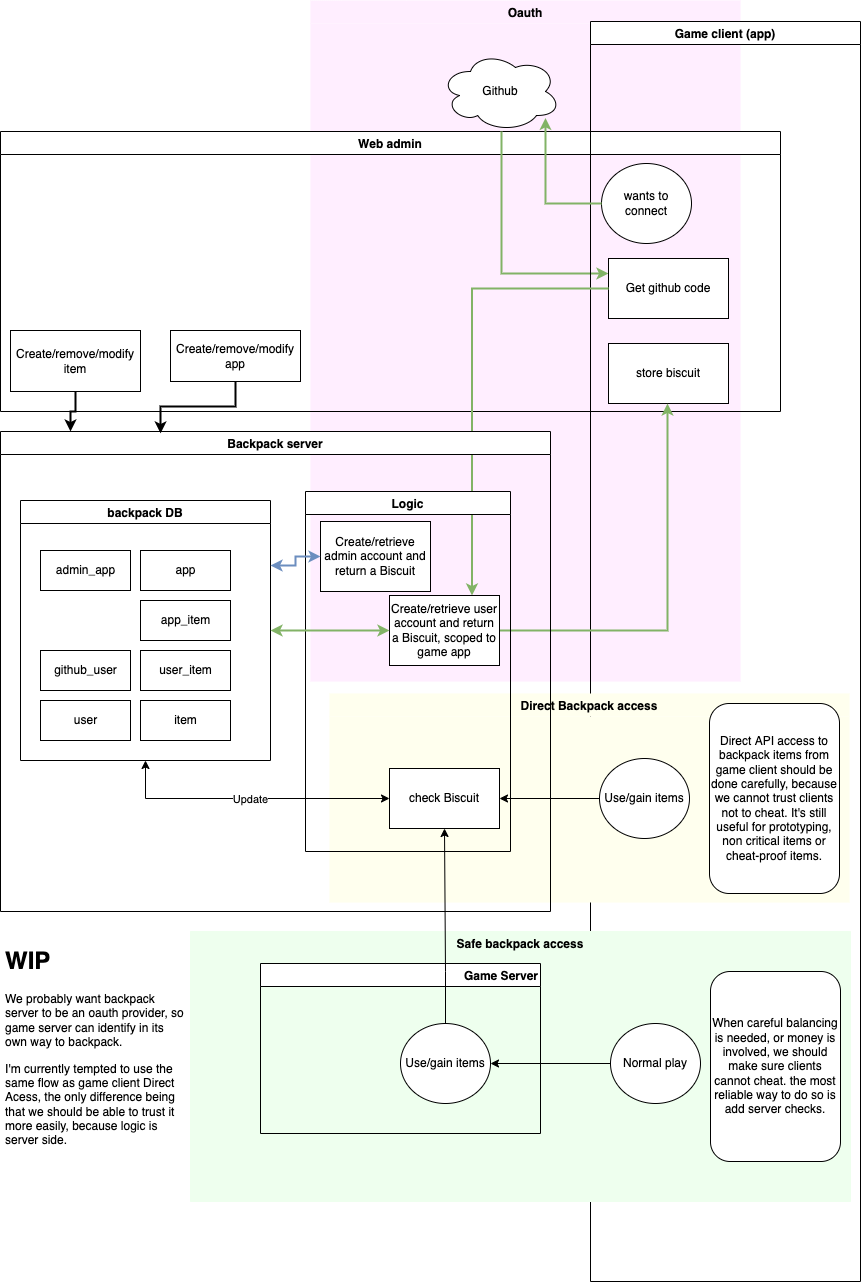 Oauth
Game client (app)
Github
Web admin
wants to
connect
Get github code
Create/remove/modify
item
Create/remove/modify
app
store biscuit
Backpack server
backpack DB
Logic
Create/retrieve
admin account and
return a Biscuit
admin_app
app
app_item
Create/retrieve user
account and return
a Biscuit, scoped to
game app
github_user
user_item
user
item
Direct Backpack access
Direct API access to
backpack items from
game client should be
done carefully, because
we cannot trust clients
not to cheat. It's still
useful for prototyping,
non critical items or
cheat-proof items.
Update
check Biscuit
Use/gain items
Safe backpack access
WIP
Game Server
We probably want backpack
server to be an oauth provider, so
game server can identify in its
own way to backpack.
I'm currently tempted to use the
same flow as game client Direct
Acess, the only difference being
that we should be able to trust it
more easily, because logic is
server side.
Use/gain items
Normal play
When careful balancing
is needed, or money is
involved, we should
make sure clients
cannot cheat. the most
reliable way to do so is
add server checks.